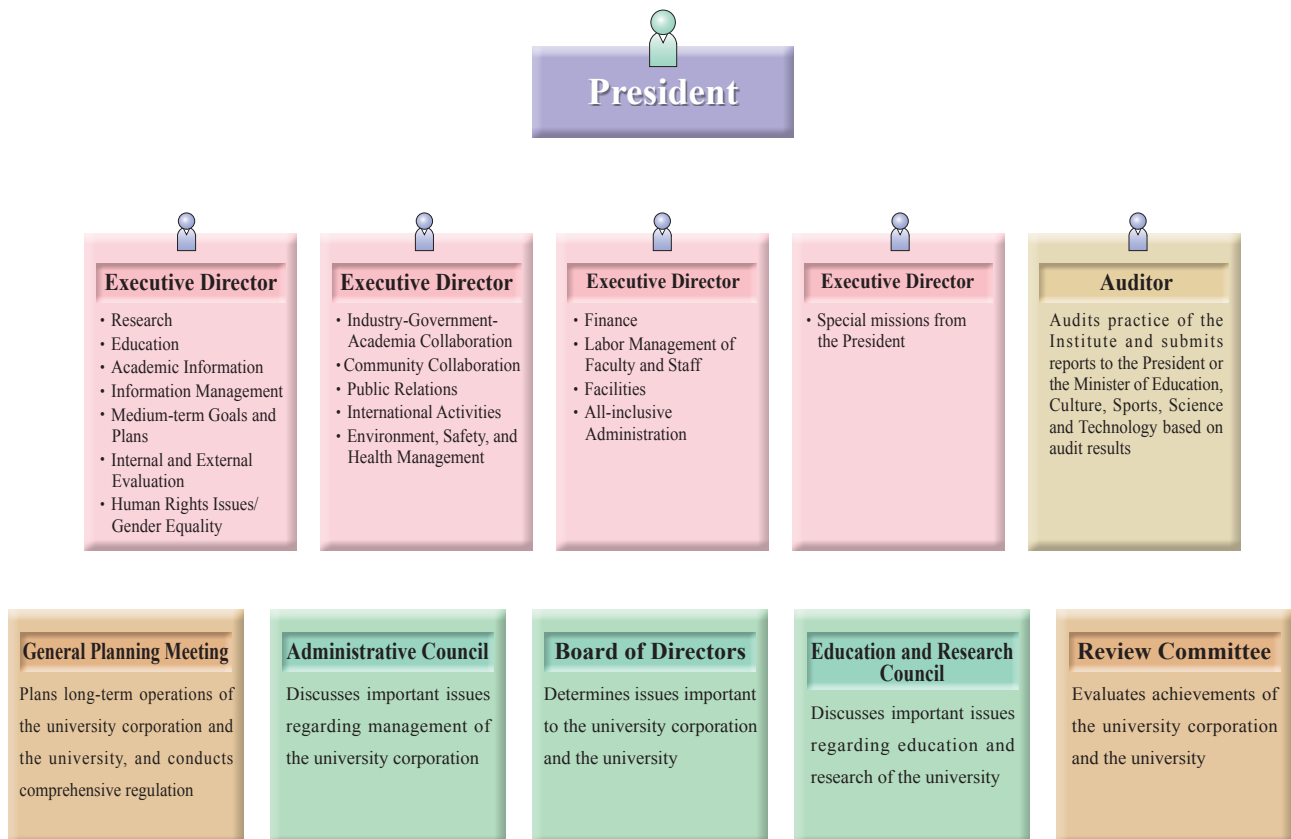 President
Executive Director
• Research
• Education
• Academic Information
• Information Management
• Medium-term Goals and
Plans
• Internal and External
Evaluation
• Human Rights Issues/
Gender Equality
Executive Director
• Industry-Government-
Academia Collaboration
• Community Collaboration
• Public Relations
• International Activities
• Environment, Safety, and
Health Management
Executive Director
• Finance
• Labor Management of
Faculty and Staff
• Facilities
• All-inclusive
Administration
Executive Director
• Special missions from
the President
Auditor
Audits practice of the
Institute and submits
reports to the President or
the Minister of Education,
Culture, Sports, Science
and Technology based on
audit results
General Planning Meeting
Plans long-term operations of
the university corporation and
the university, and conducts
comprehensive regulation
Administrative Council
Discusses important issues
regarding management of
the university corporation
Board of Directors
Determines issues important
to the university corporation
and the university
Education and Research
Council
Discusses important issues
regarding education and
research of the university
Review Committee
Evaluates achievements of
the university corporation
and the university